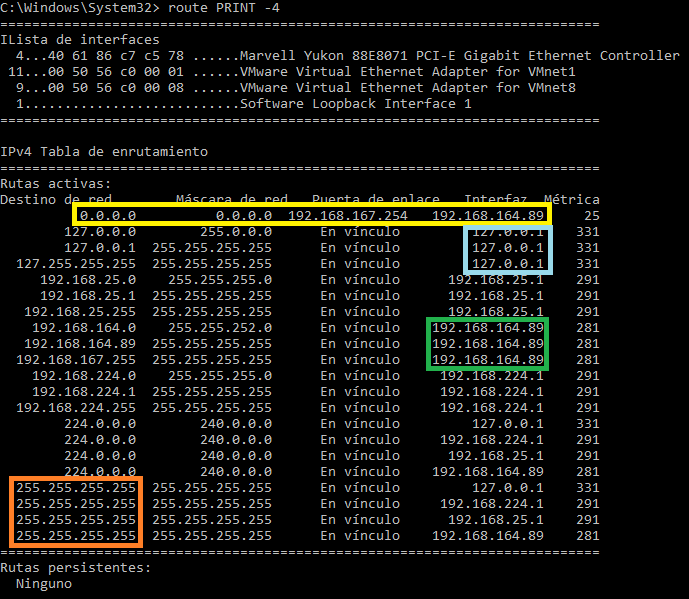 C:\Windows\System32> route PRINT -4
===========================================================================
ILista de interfaces
  4...40 61 86 c7 c5 78 ......Marvell Yukon 88E8071 PCI-E Gigabit Ethernet Controller
 11...00 50 56 c0 00 01 ......VMware Virtual Ethernet Adapter for VMnet1
  9...00 50 56 c0 00 08 ......VMware Virtual Ethernet Adapter for VMnet8
  1...........................Software Loopback Interface 1
===========================================================================
IPv4 Tabla de enrutamiento
===========================================================================
Rutas activas:
Destino de red        Máscara de red   Puerta de enlace   Interfaz  Métrica
          0.0.0.0          0.0.0.0  192.168.167.254   192.168.164.89     25
        127.0.0.0        255.0.0.0      En vínculo         127.0.0.1    331
        127.0.0.1  255.255.255.255      En vínculo         127.0.0.1    331
  127.255.255.255  255.255.255.255      En vínculo         127.0.0.1    331
     192.168.25.0    255.255.255.0      En vínculo      192.168.25.1    291
     192.168.25.1  255.255.255.255      En vínculo      192.168.25.1    291
   192.168.25.255  255.255.255.255      En vínculo      192.168.25.1    291
    192.168.164.0    255.255.252.0      En vínculo    192.168.164.89    281
   192.168.164.89  255.255.255.255      En vínculo    192.168.164.89    281
  192.168.167.255  255.255.255.255      En vínculo    192.168.164.89    281
    192.168.224.0    255.255.255.0      En vínculo     192.168.224.1    291
    192.168.224.1  255.255.255.255      En vínculo     192.168.224.1    291
  192.168.224.255  255.255.255.255      En vínculo     192.168.224.1    291
        224.0.0.0        240.0.0.0      En vínculo         127.0.0.1    331
        224.0.0.0        240.0.0.0      En vínculo     192.168.224.1    291
        224.0.0.0        240.0.0.0      En vínculo      192.168.25.1    291
        224.0.0.0        240.0.0.0      En vínculo    192.168.164.89    281
  255.255.255.255  255.255.255.255      En vínculo         127.0.0.1    331
  255.255.255.255  255.255.255.255      En vínculo     192.168.224.1    291
  255.255.255.255  255.255.255.255      En vínculo      192.168.25.1    291
  255.255.255.255  255.255.255.255      En vínculo    192.168.164.89    281
===========================================================================
Rutas persistentes:
  Ninguno